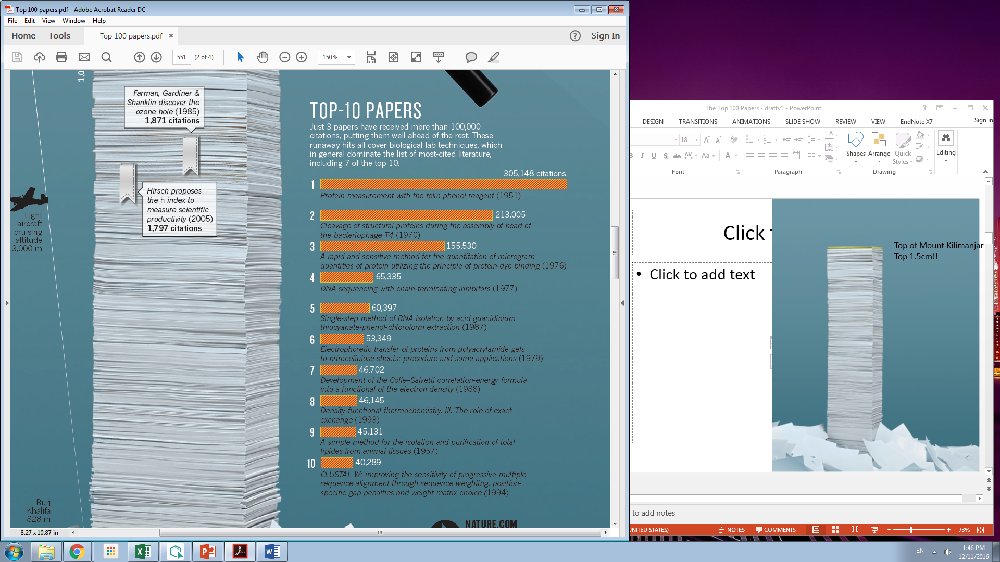 Top 100 papers.pdf - Adobe Acrobat Reader DC
File Edit View Window Help
Home Tools Top 100 papers.pdf × ? Sign In
551 (2 of 4) 150%
1,0
Farman, Gardiner &
Shanklin discover the
ozone hole (1985)
1,871 citations
Hirsch proposes
the h index to
measure scientific
productivity (2005)
1,797 citations
Light
aircraft
cruising
altitude
3,000 m
Burj
Khalifa
828 m
TOP-10 PAPERS
Just 3 papers have received more than 100,000
citations, putting them well ahead of the rest. These
runaway hits all cover biological lab techniques, which
in general dominate the list of most-cited literature,
including 7 of the top 10.
305,148 citations
1
Protein measurement with the folin phenol reagent (1951)
2 213,005
Cleavage of structural proteins during the assembly of head of
the bacteriophage T4 (1970)
3 155,530
A rapid and sensitive method for the quantitation of microgram
quantities of protein utilizing the principle of protein-dye binding (1976)
4 65,335
DNA sequencing with chain-terminating inhibitors (1977)
5 60,397
Single-step method of RNA isolation by acid guanidinium
thiocyanate-phenol-chloroform extraction (1987)
6 53,349
Electrophoretic transfer of proteins from polyacrylamide gels
to nitrocellulose sheets: procedure and some applications (1979)
7 46,702
Development of the Colle–Salvetti correlation-energy formula
into a functional of the electron density (1988)
8 46,145
Density-functional thermochemistry. III. The role of exact
exchange (1993)
9 45,131
A simple method for the isolation and purification of total
lipides from animal tissues (1957)
10 40,289
CLUSTAL W: improving the sensitivity of progressive multiple
sequence alignment through sequence weighting, position-
specific gap penalties and weight matrix choice (1994)
NATURE.COM
8.27 x 10.87 in
The Top 100 Papers - draftv1 - PowerPoint ?
DESIGN TRANSITIONS ANIMATIONS SLIDE SHOW REVIEW VIEW EndNote X7 Sign in
18
B I U S abc AV Aa A
Shapes Arrange Quick Styles Editing
Font Paragraph Drawing
Click
• Click to add text
Top of Mount Kilimanjar
Top 1.5cm!!
to add notes
UNITED STATES) NOTES COMMENTS 73%
EN 1:46 PM
12/11/2016